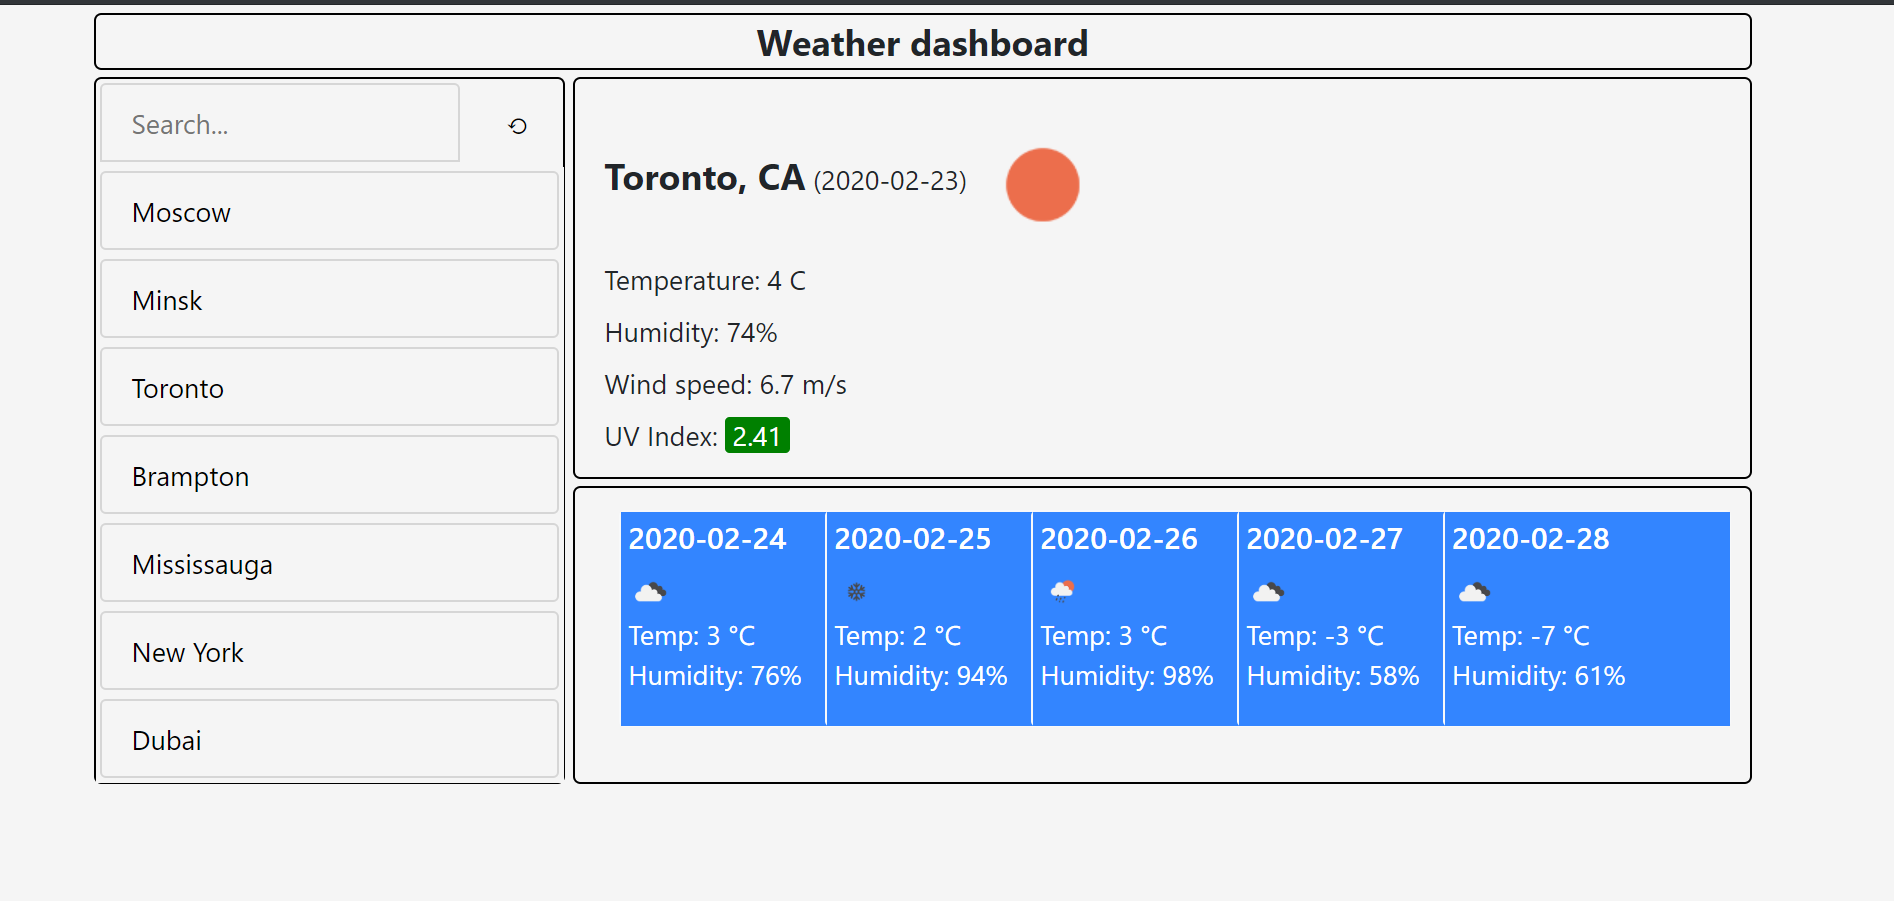 Weather dashboard
Search...
Moscow
Minsk
Toronto
Brampton
Mississauga
New York
Dubai
Toronto, CA (2020-02-23)
Temperature: 4 C
Humidity: 74%
Wind speed: 6.7 m/s
UV Index: 2.41
2020-02-24
Temp: 3 °C
Humidity: 76%
2020-02-25
Temp: 2 °C
Humidity: 94%
2020-02-26
Temp: 3 °C
Humidity: 98%
2020-02-27
Temp: -3 °C
Humidity: 58%
2020-02-28
Temp: -7 °C
Humidity: 61%